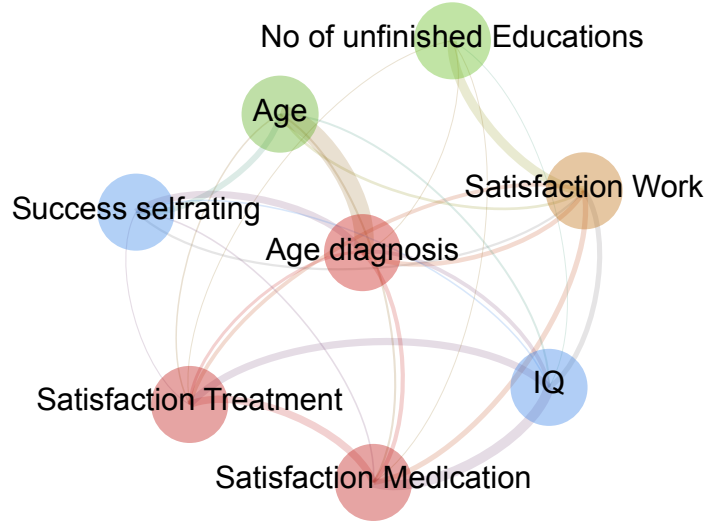 No of unfinished Educations
Age
Satisfaction Work
Success selfrating
Age diagnosis
IQ
Satisfaction Treatment
Satisfaction Medication